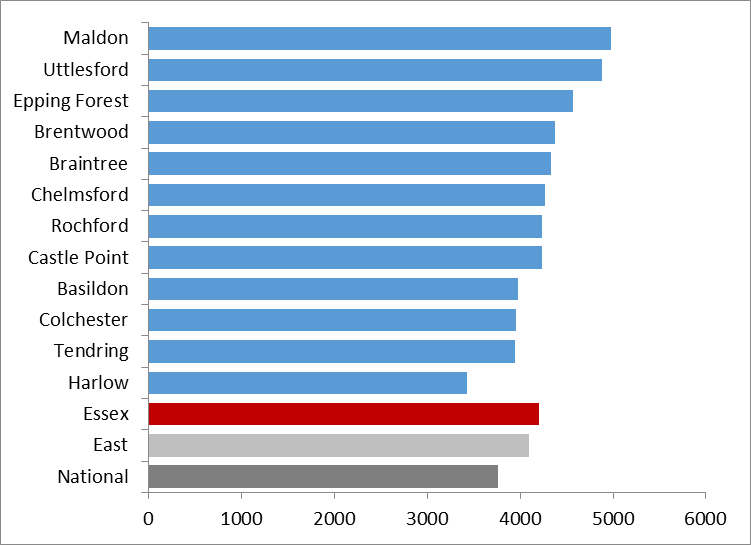 Maldon
Uttlesford
Epping Forest
Brentwood
Braintree
Chelmsford
Rochford
Castle Point
Basildon
Colchester
Tendring
Harlow
Essex
East
National
0 1000 2000 3000 4000 5000 6000